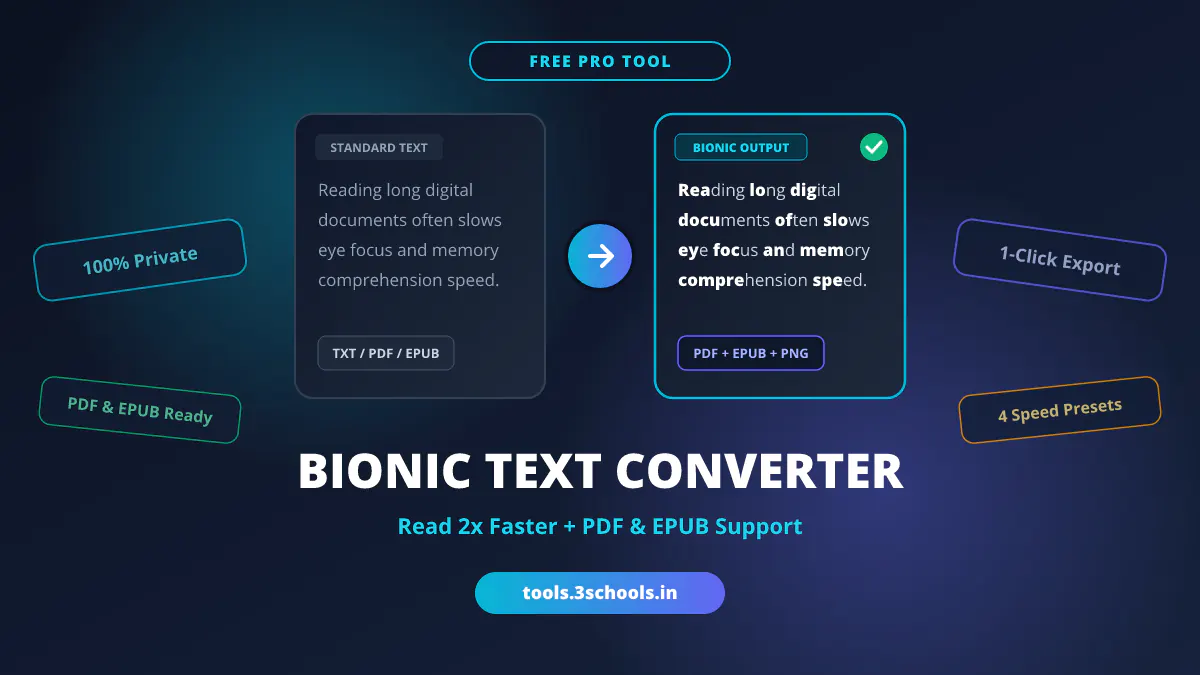 FREE PRO TOOL
STANDARD TEXT
Reading long digital
documents often slows
eye focus and memory
comprehension speed.
TXT / PDF / EPUB
BIONIC OUTPUT
Reading long digital
documents often slows
eye focus and memory
comprehension speed.
PDF + EPUB + PNG
100% Private
PDF & EPUB Ready
1-Click Export
4 Speed Presets
BIONIC TEXT CONVERTER
Read 2x Faster + PDF & EPUB Support
tools.3schools.in